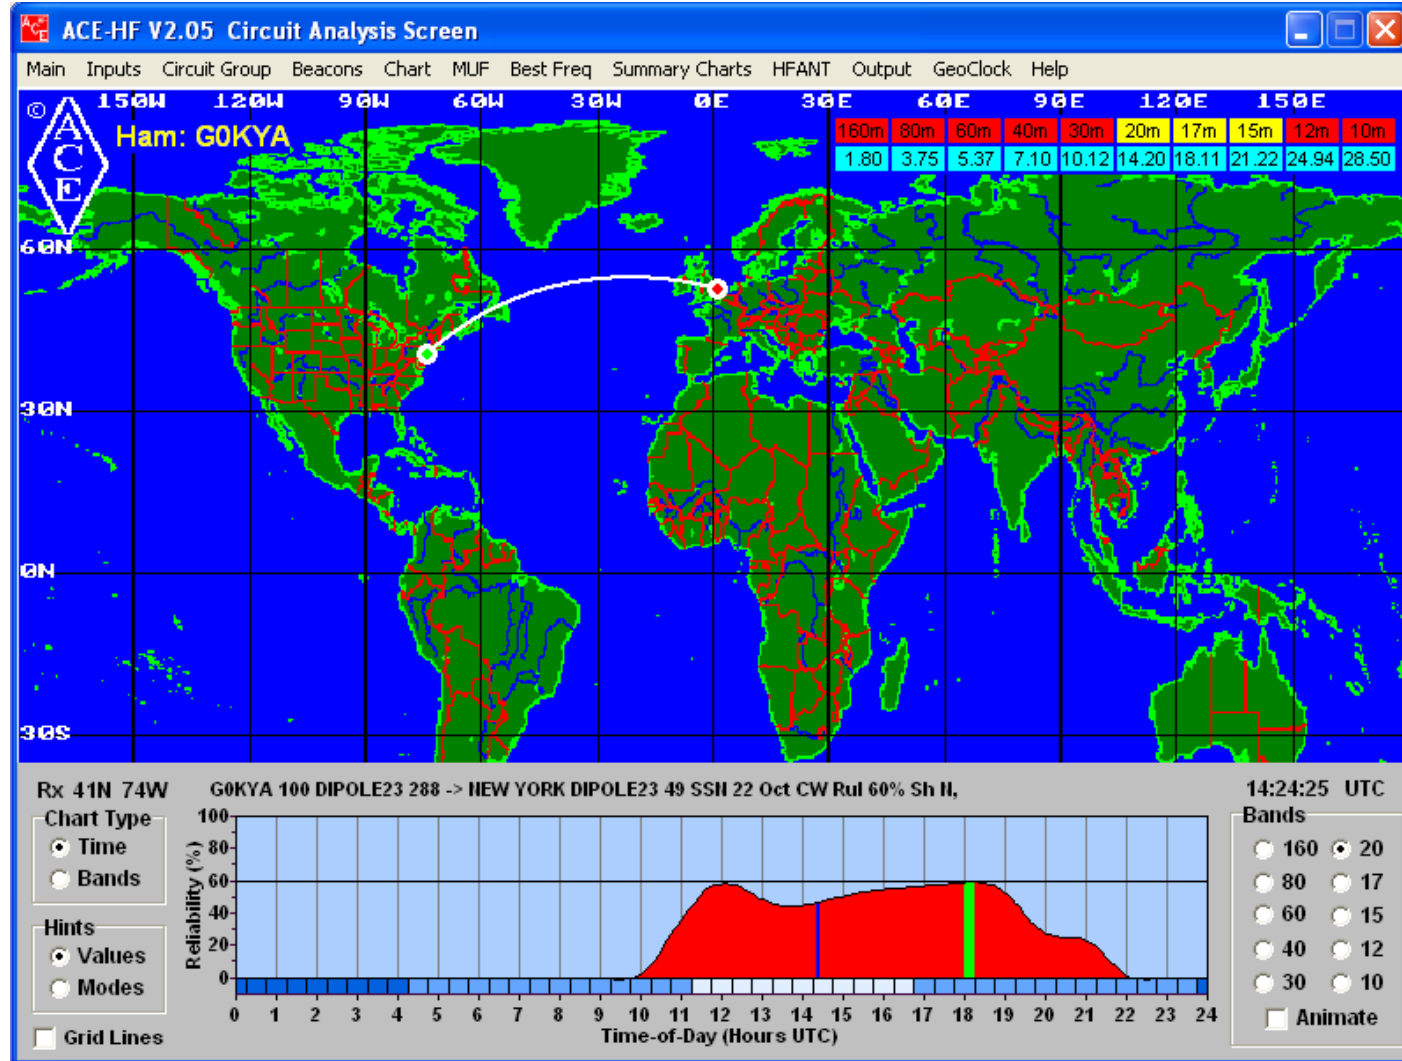 ACE-HF V2.05 Circuit Analysis Screen
Main Inputs Circuit Group Beacons Chart MUF Best Freq Summary Charts HFANT Output GeoClock Help
150W 120W 90W 60W 30W 0E 30E 60E 90E 120E 150E
© ACE
Ham: G0KYA
160m 80m 60m 40m 30m 20m 17m 15m 12m 10m
1.80 3.75 5.37 7.10 10.12 14.20 18.11 21.22 24.94 28.50
60N
30N
0N
30S
Rx 41N 74W
G0KYA 100 DIPOLE23 288 -> NEW YORK DIPOLE23 49 SSN 22 Oct CW Rul 60% Sh N,
14:24:25 UTC
Chart Type
Time
Bands
Hints
Values
Modes
Grid Lines
Reliability (%)
100
80
60
40
20
0
0 1 2 3 4 5 6 7 8 9 10 11 12 13 14 15 16 17 18 19 20 21 22 23 24
Time-of-Day (Hours UTC)
Bands
160 20
80 17
60 15
40 12
30 10
Animate